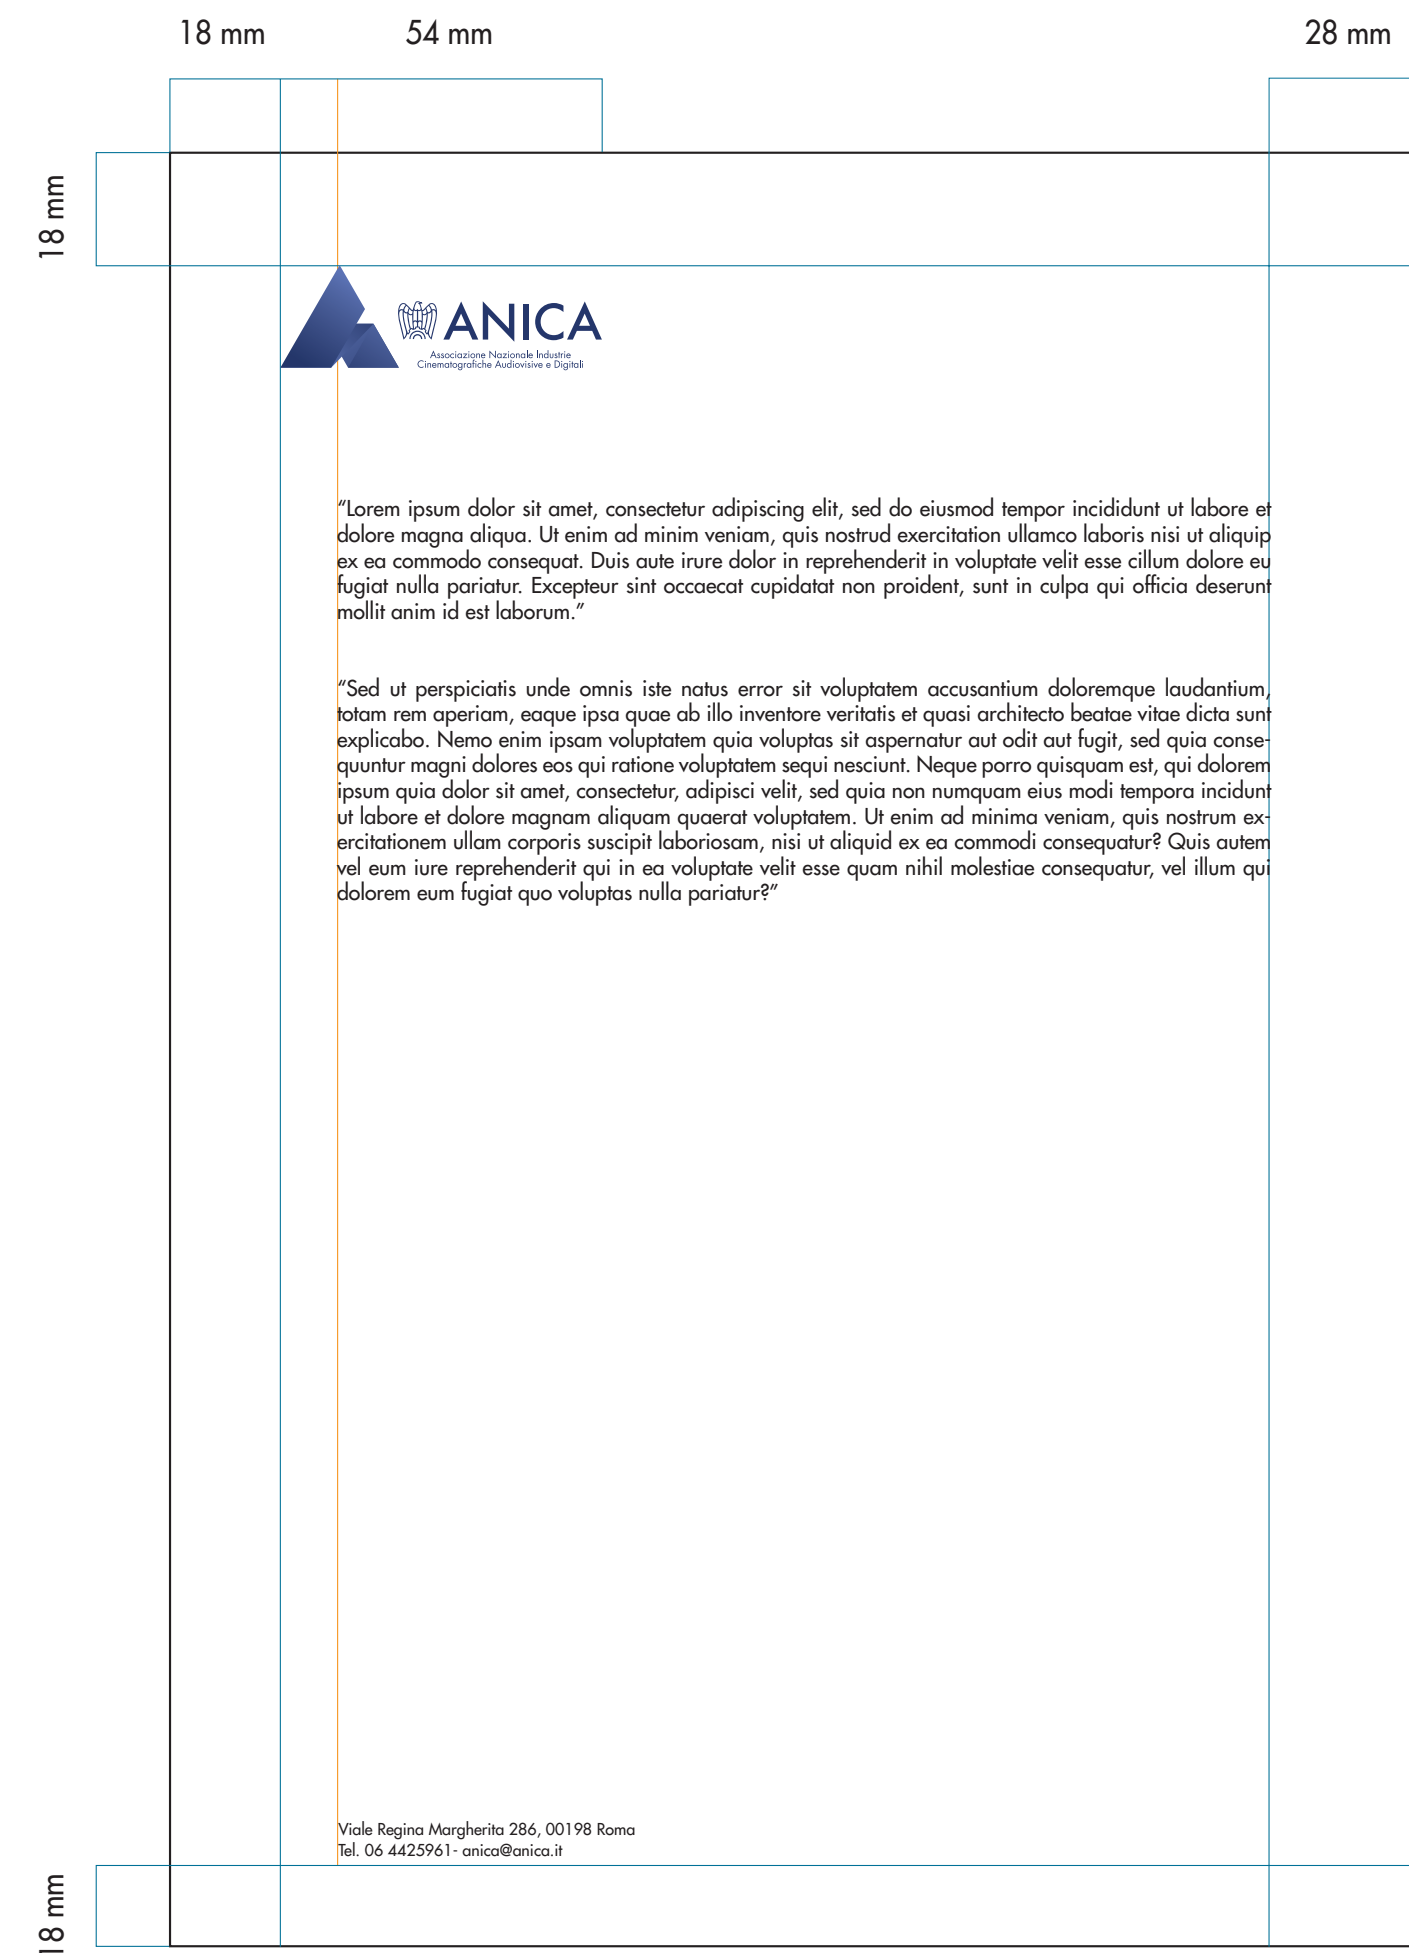 18 mm
54 mm
28 mm
18 mm
ANICA
Associazione Nazionale Industrie
Cinematografiche Audiovisive e Digitali
“Lorem ipsum dolor sit amet, consectetur adipiscing elit, sed do eiusmod tempor incididunt ut labore et
dolore magna aliqua. Ut enim ad minim veniam, quis nostrud exercitation ullamco laboris nisi ut aliquip
ex ea commodo consequat. Duis aute irure dolor in reprehenderit in voluptate velit esse cillum dolore eu
fugiat nulla pariatur. Excepteur sint occaecat cupidatat non proident, sunt in culpa qui officia deserunt
mollit anim id est laborum.”
“Sed ut perspiciatis unde omnis iste natus error sit voluptatem accusantium doloremque laudantium,
totam rem aperiam, eaque ipsa quae ab illo inventore veritatis et quasi architecto beatae vitae dicta sunt
explicabo. Nemo enim ipsam voluptatem quia voluptas sit aspernatur aut odit aut fugit, sed quia conse-
quuntur magni dolores eos qui ratione voluptatem sequi nesciunt. Neque porro quisquam est, qui dolorem
ipsum quia dolor sit amet, consectetur, adipisci velit, sed quia non numquam eius modi tempora incidunt
ut labore et dolore magnam aliquam quaerat voluptatem. Ut enim ad minima veniam, quis nostrum ex-
ercitationem ullam corporis suscipit laboriosam, nisi ut aliquid ex ea commodi consequatur? Quis autem
vel eum iure reprehenderit qui in ea voluptate velit esse quam nihil molestiae consequatur, vel illum qui
dolorem eum fugiat quo voluptas nulla pariatur?”
Viale Regina Margherita 286, 00198 Roma
Tel. 06 4425961- anica@anica.it
18 mm